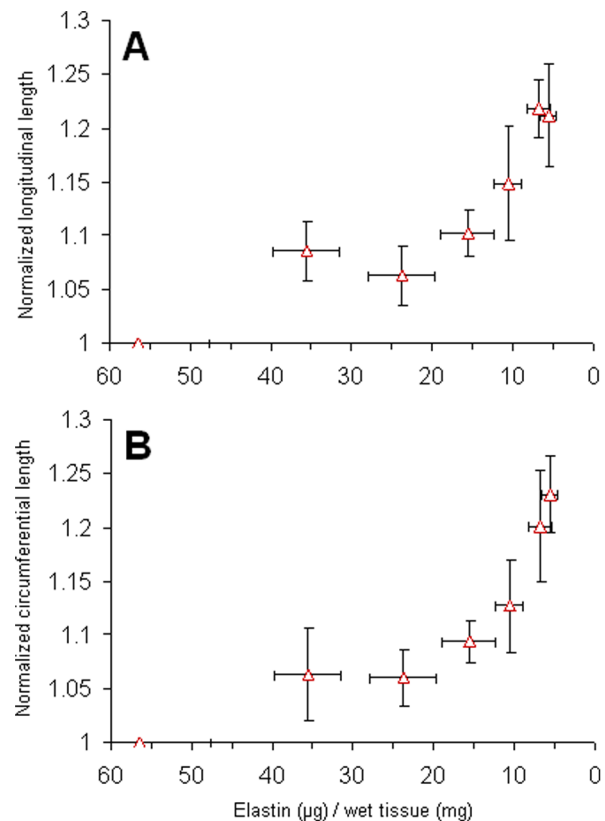 A
Normalized longitudinal length
1.3
1.25
1.2
1.15
1.1
1.05
1
60 50 40 30 20 10 0
B
Normalized circumferential length
1.3
1.25
1.2
1.15
1.1
1.05
1
60 50 40 30 20 10 0
Elastin (µg) / wet tissue (mg)